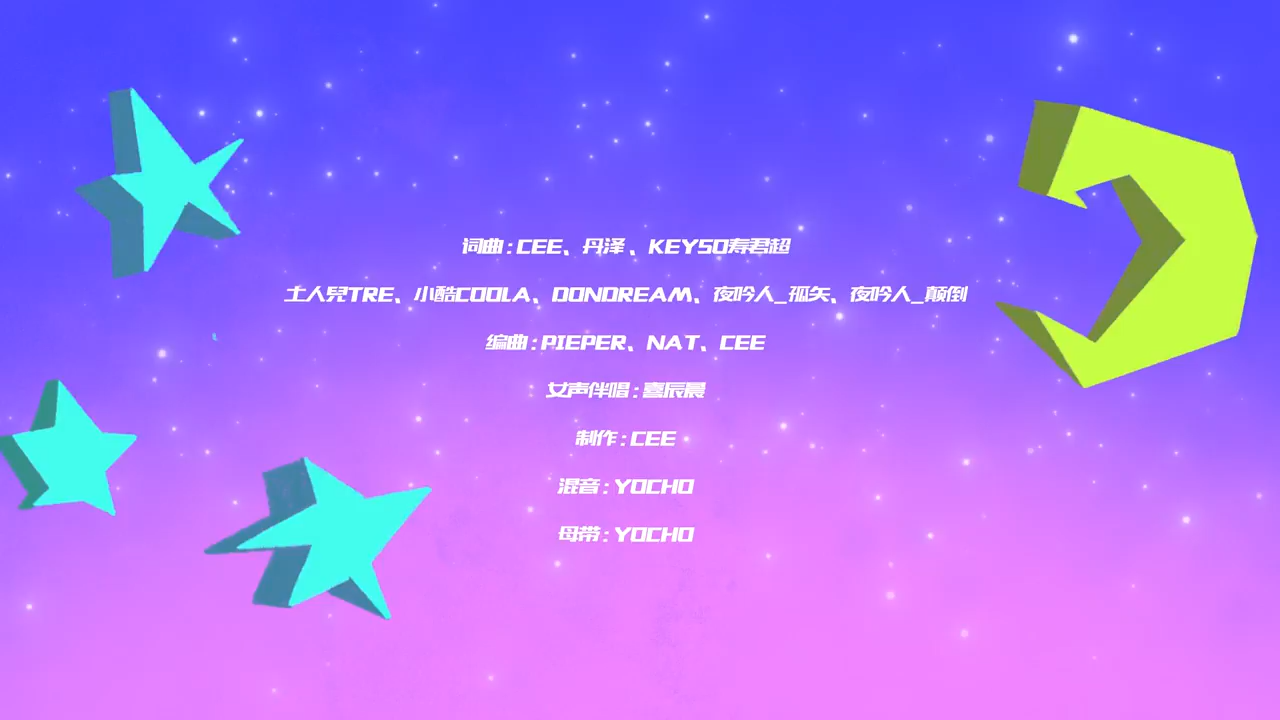 词曲:CEE、丹泽、KEY5O寿君超
土人兒TRE、小酷COOLA、DONDREAM、夜吟人_孤矢、夜吟人_颠倒
编曲:PIEPER、NAT、CEE
女声伴唱:喜辰晨
制作:CEE
混音:YOCHO
母带:YOCHO